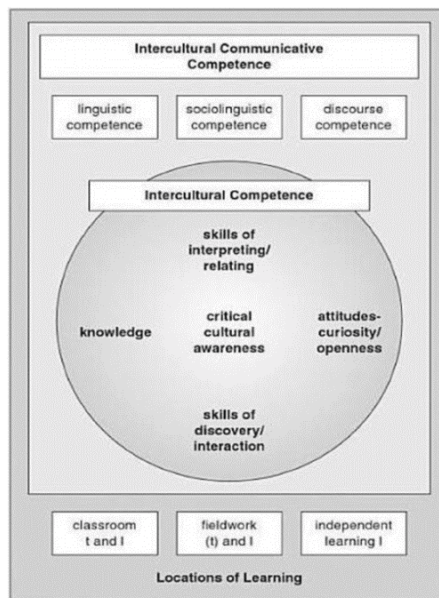 Intercultural Communicative
Competence
linguistic
competence
sociolinguistic
competence
discourse
competence
Intercultural Competence
skills of
interpreting/
relating
knowledge
critical
cultural
awareness
attitudes-
curiosity/
openness
skills of
discovery/
interaction
classroom
t and l
fieldwork
(t) and l
independent
learning l
Locations of Learning